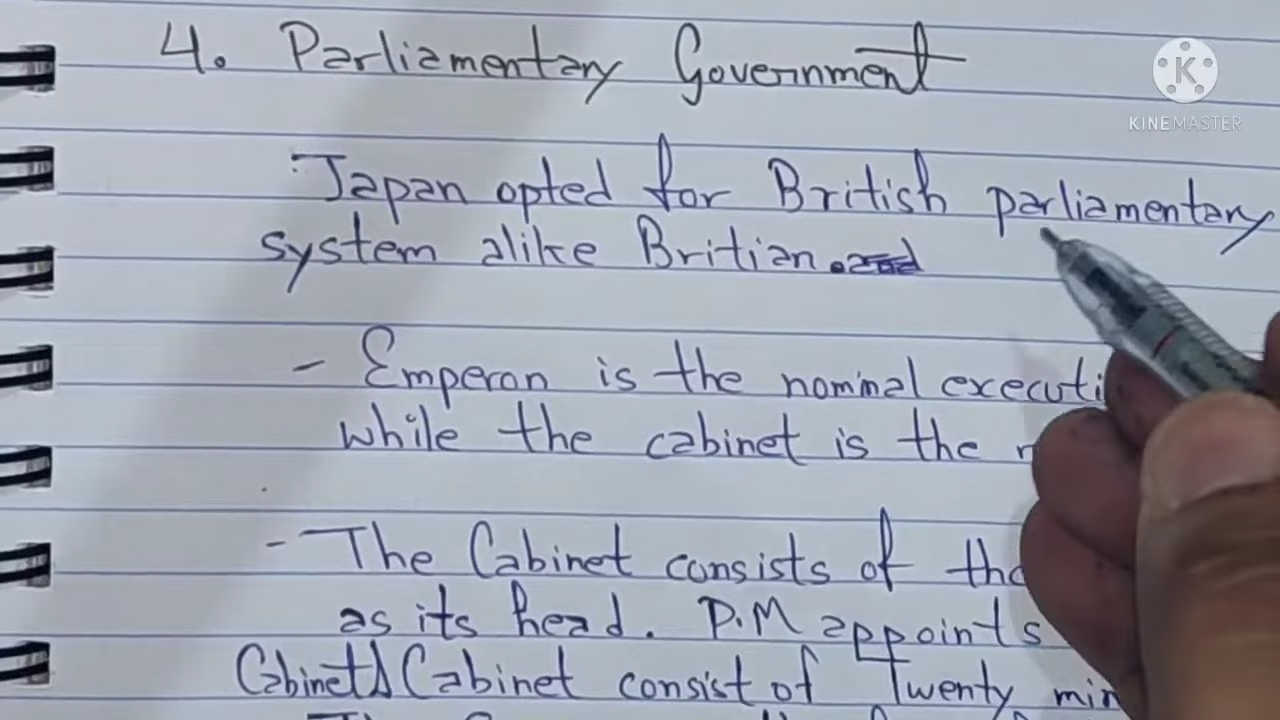 4. Parliamentary Government
KINEMASTER
Japan opted for British parliamentary
system alike Britian.
- Emperor is the nominal executi
while the cabinet is the
- The Cabinet consists of the
as its head. P.M appoints
Cabinet Cabinet consist of Twenty min